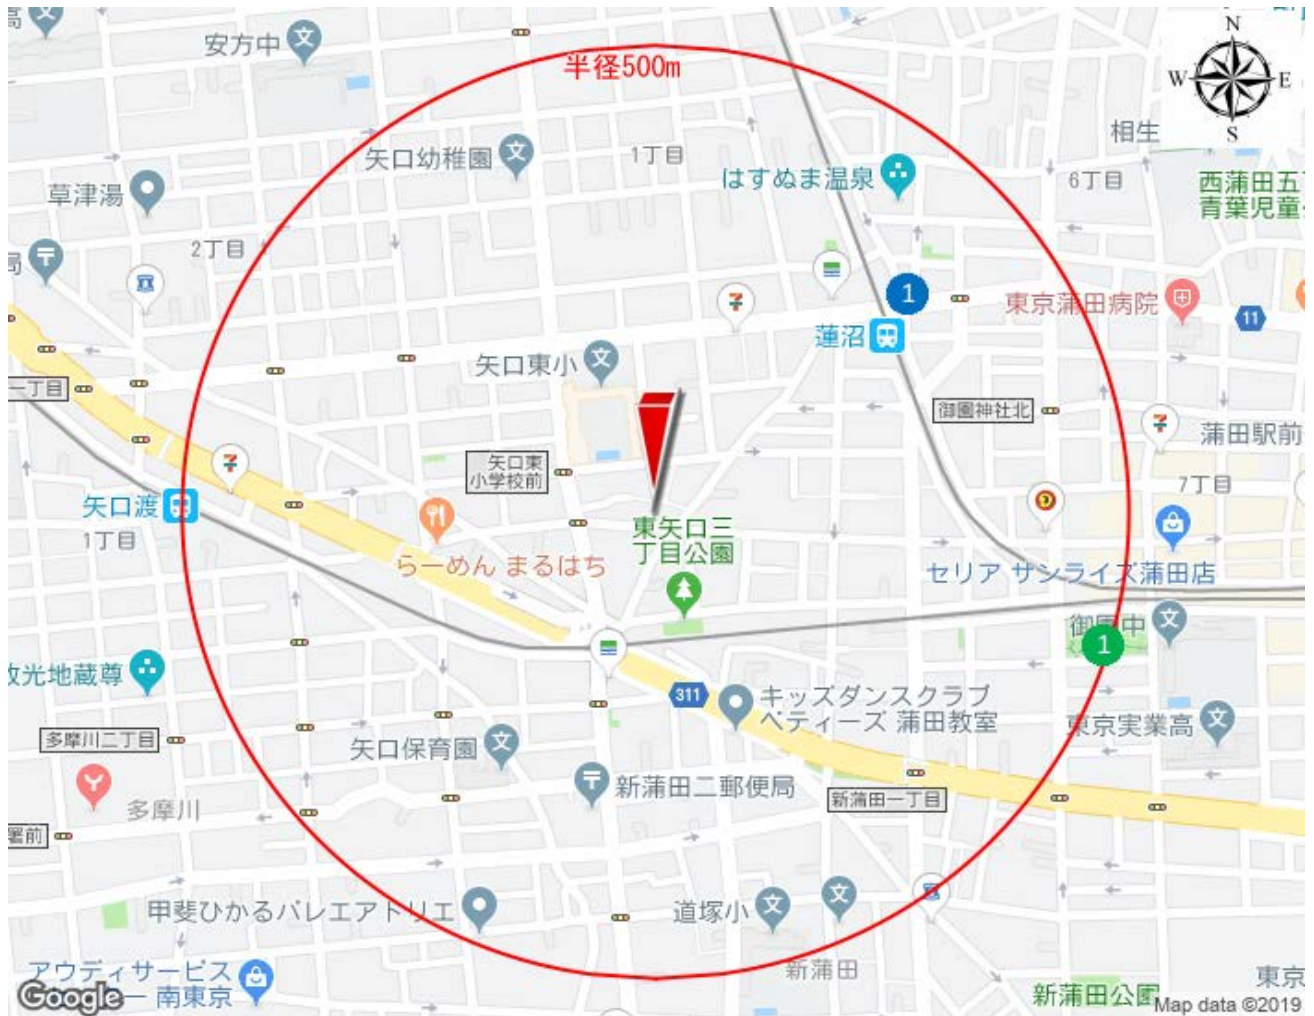 安方中
半径500m
N
W
E
S
矢口幼稚園
1丁目
はすぬま温泉
相生
6丁目
草津湯
西蒲田五丁
青葉児童
2丁目
局
1
東京蒲田病院
11
蓮沼
矢口東小
一丁目
御園神社北
蒲田駅前
矢口東
小学校前
7丁目
矢口渡
1丁目
東矢口三
丁目公園
らーめん まるはち
セリア サンライズ蒲田店
御園中
1
放光地蔵尊
311
キッズダンスクラブ
ベティーズ 蒲田教室
東京実業高
多摩川二丁目
矢口保育園
新蒲田二郵便局
新蒲田一丁目
多摩川
署前
甲斐ひかるバレエアトリエ
道塚小
新蒲田
アウディサービス
ー 南東京
新蒲田公園
東京
Google
Map data ©2019